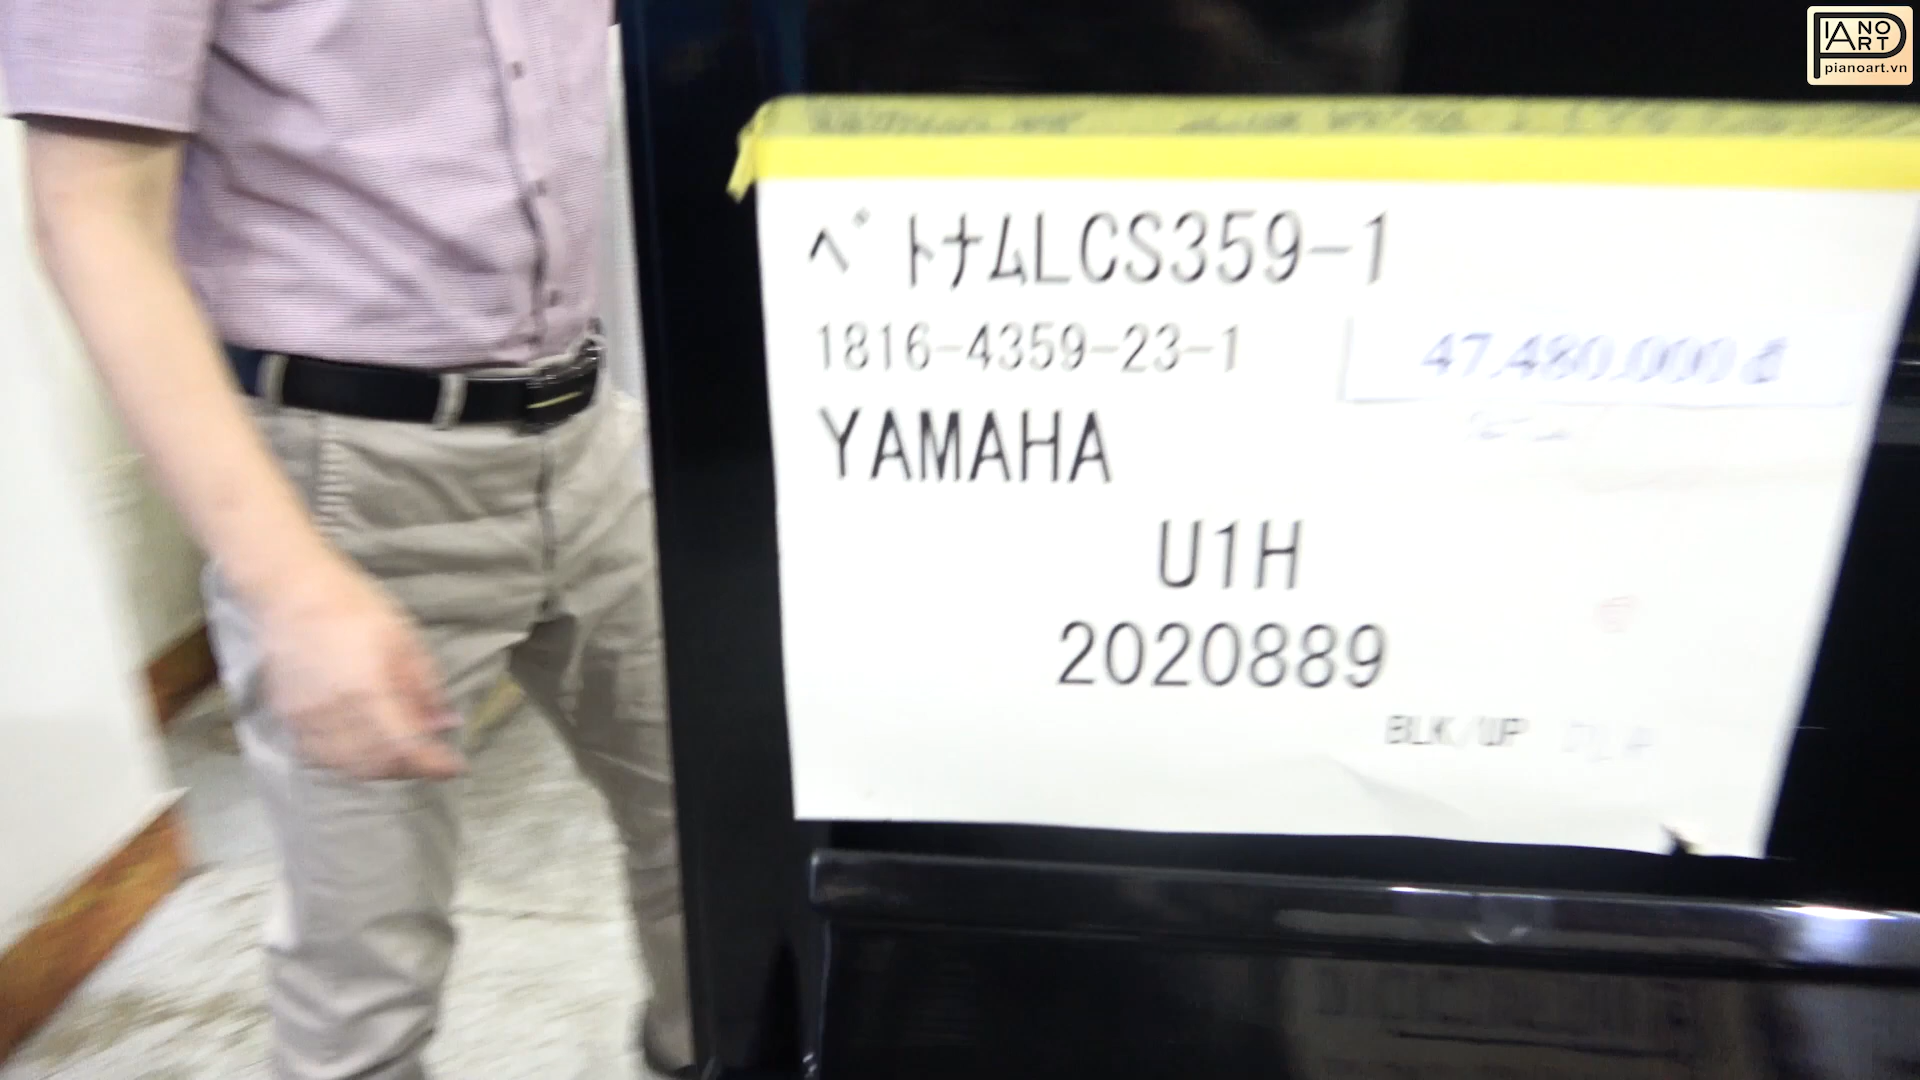 PIANO
ART
pianoart.vn
ﾍﾞﾄﾅﾑLCS359-1
1816-4359-23-1
47.480.000 đ
YAMAHA
U1H
2020889
BLK/UP